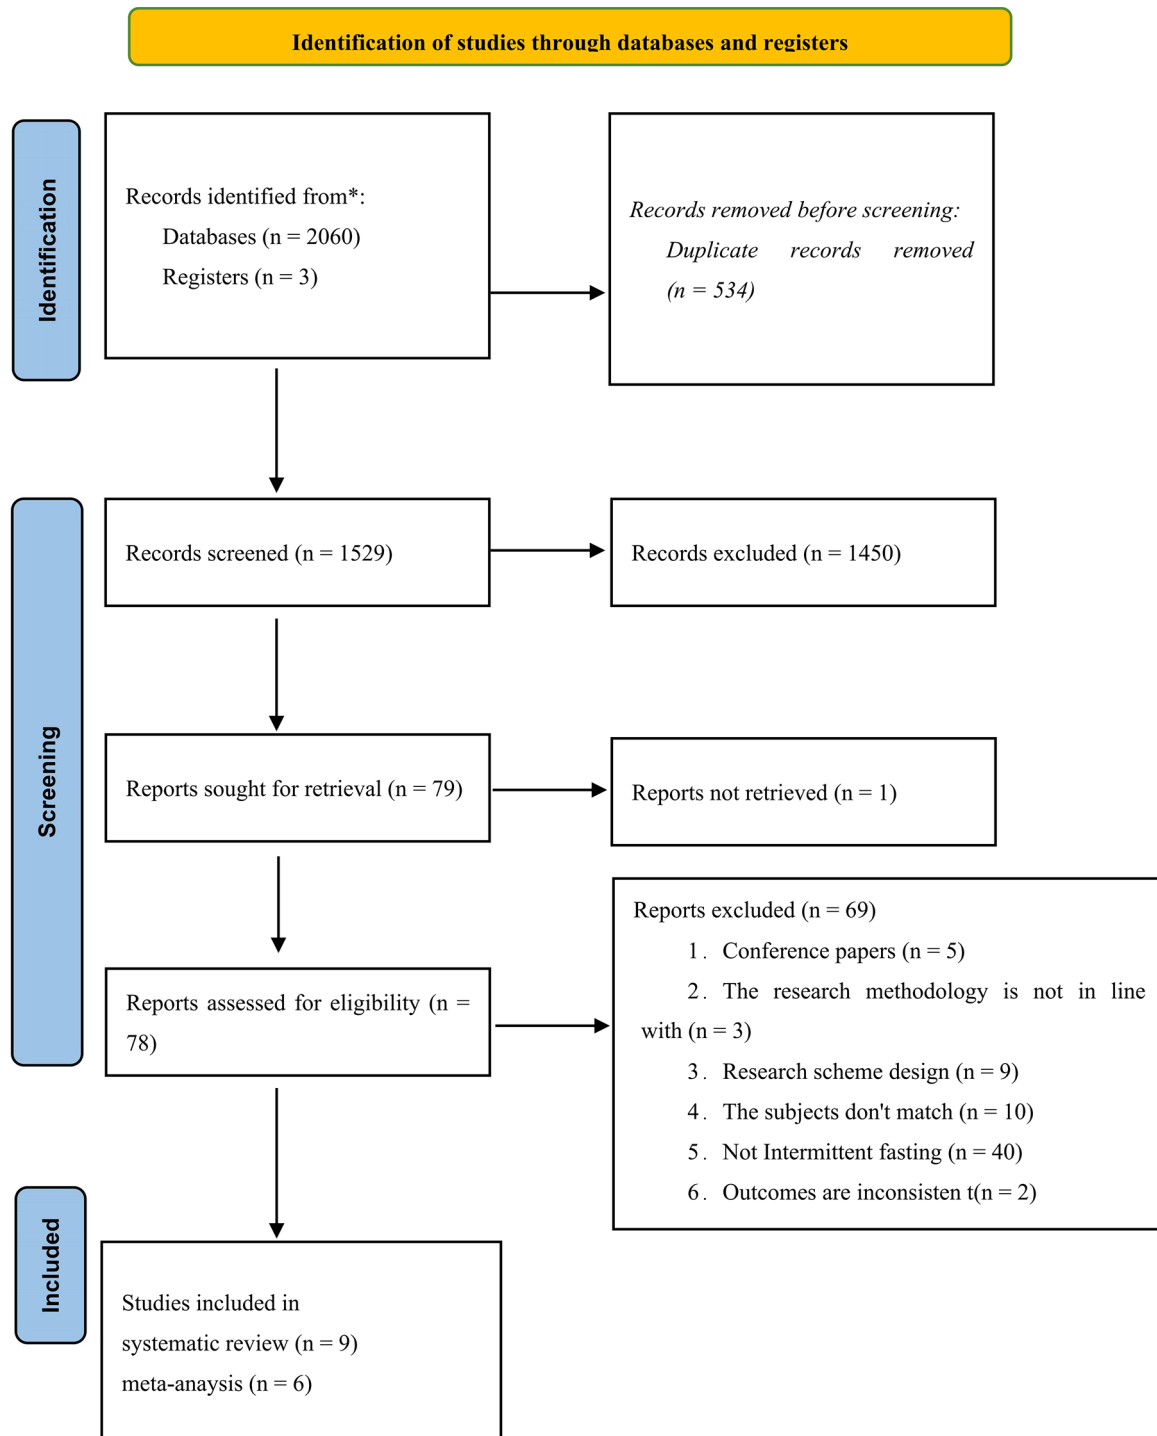 Identification of studies through databases and registers
Identification
Records identified from*:
Databases (n = 2060)
Registers (n = 3)
Records removed before screening:
Duplicate records removed
(n = 534)
Screening
Records screened (n = 1529)
Records excluded (n = 1450)
Reports sought for retrieval (n = 79)
Reports not retrieved (n = 1)
Reports assessed for eligibility (n =
78)
Reports excluded (n = 69)
1. Conference papers (n = 5)
2. The research methodology is not in line
with (n = 3)
3. Research scheme design (n = 9)
4. The subjects don't match (n = 10)
5. Not Intermittent fasting (n = 40)
6. Outcomes are inconsisten t(n = 2)
Included
Studies included in
systematic review (n = 9)
meta-anaysis (n = 6)